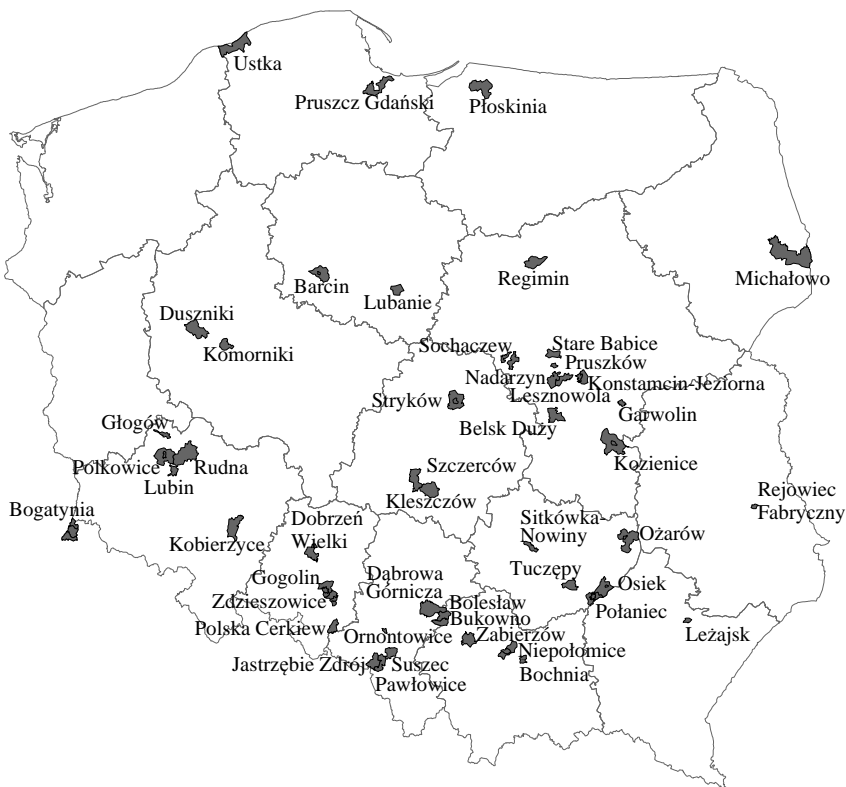 Ustka
Pruszcz Gdański
Płoskinia
Michałowo
Regimin
Barcin
Lubanie
Duszniki
Komorniki
Sochaczew
Stare Babice
Pruszków
Nadarzyn
Konstamcin-Jeziorna
Lesznowola
Stryków
Garwolin
Belsk Duży
Głogów
Polkowice
Rudna
Lubin
Kozienice
Szczerców
Kleszczów
Bogatynia
Kobierzyce
Rejowiec
Fabryczny
Dobrzeń
Wielki
Sitkówka-
Nowiny
Ożarów
Gogolin
Dąbrowa
Górnicza
Tuczępy
Osiek
Zdzieszowice
Bolesław
Połaniec
Bukowno
Polska Cerkiew
Ornontowice
Zabierzów
Leżajsk
Niepołomice
Jastrzębie Zdrój
Suszec
Bochnia
Pawłowice